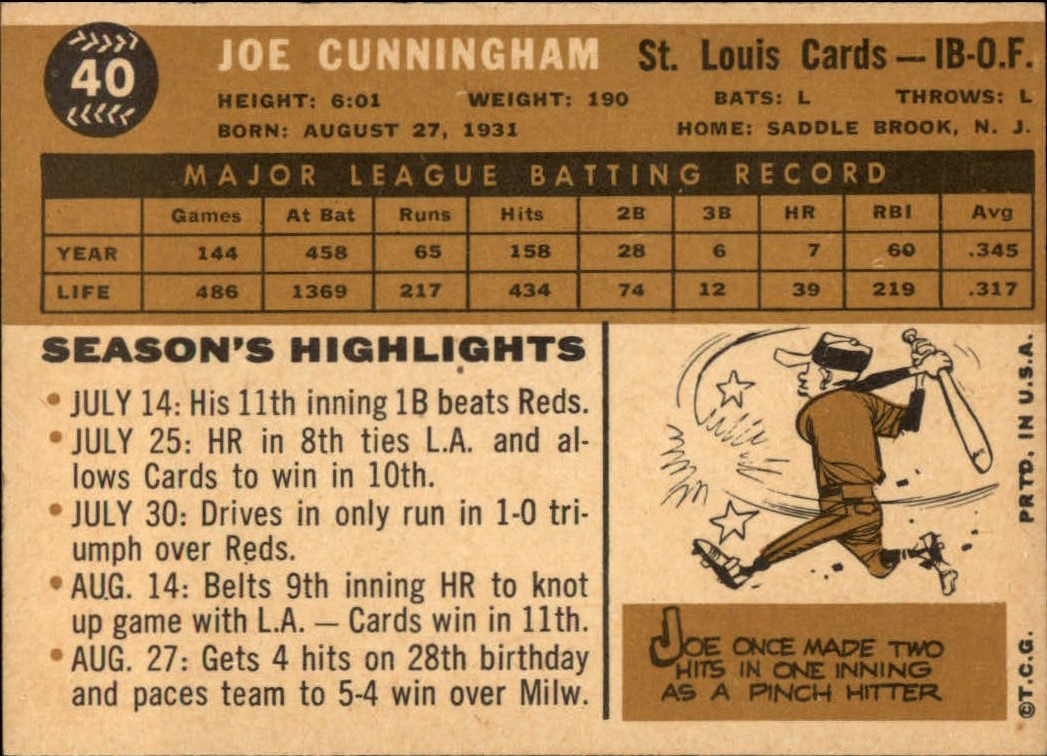 40
JOE CUNNINGHAM St. Louis Cards — IB-O.F.
HEIGHT: 6:01 WEIGHT: 190 BATS: L THROWS: L
BORN: AUGUST 27, 1931 HOME: SADDLE BROOK, N. J.
MAJOR LEAGUE BATTING RECORD
Games At Bat Runs Hits 2B 3B HR RBI Avg
YEAR 144 458 65 158 28 6 7 60 .345
LIFE 486 1369 217 434 74 12 39 219 .317
SEASON'S HIGHLIGHTS
• JULY 14: His 11th inning 1B beats Reds.
• JULY 25: HR in 8th ties L.A. and al-
lows Cards to win in 10th.
• JULY 30: Drives in only run in 1-0 tri-
umph over Reds.
• AUG. 14: Belts 9th inning HR to knot
up game with L.A. — Cards win in 11th.
• AUG. 27: Gets 4 hits on 28th birthday
and paces team to 5-4 win over Milw.
JOE ONCE MADE TWO
HITS IN ONE INNING
AS A PINCH HITTER
©T.C.G. PRTD. IN U.S.A.